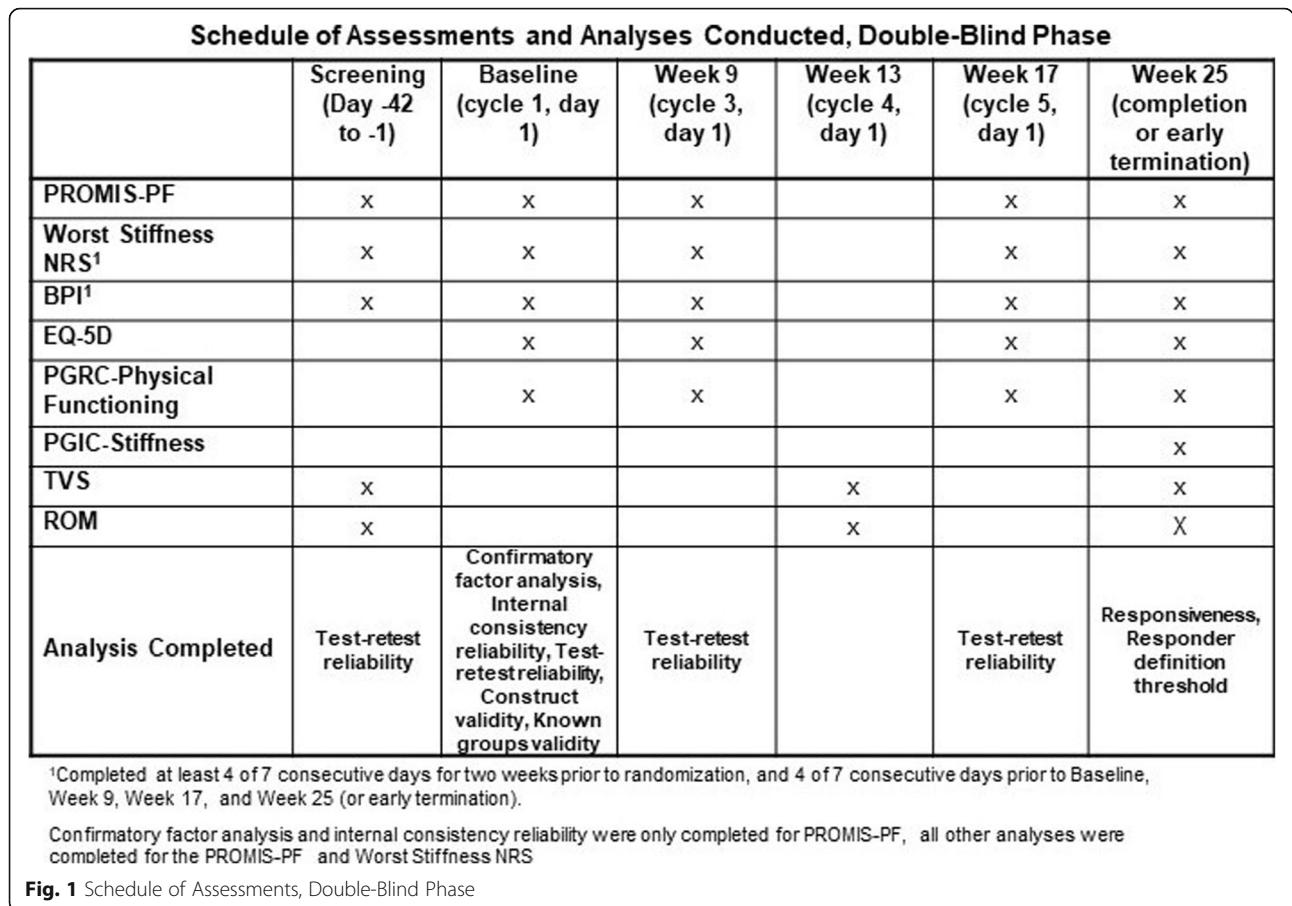 Schedule of Assessments and Analyses Conducted, Double-Blind Phase
Screening (Day -42 to -1) Baseline (cycle 1, day 1) Week 9 (cycle 3, day 1) Week 13 (cycle 4, day 1) Week 17 (cycle 5, day 1) Week 25 (completion or early termination)
PROMIS-PF x x x x x
Worst Stiffness NRS¹ x x x x x
BPI¹ x x x x x
EQ-5D x x x x
PGRC-Physical Functioning x x x x
PGIC-Stiffness x
TVS x x x
ROM x x X
Analysis Completed Test-retest reliability Confirmatory factor analysis, Internal consistency reliability, Test-retest reliability, Construct validity, Known groups validity Test-retest reliability Test-retest reliability Responsiveness, Responder definition threshold
¹Completed at least 4 of 7 consecutive days for two weeks prior to randomization, and 4 of 7 consecutive days prior to Baseline,
Week 9, Week 17, and Week 25 (or early termination).
Confirmatory factor analysis and internal consistency reliability were only completed for PROMIS-PF, all other analyses were
completed for the PROMIS-PF and Worst Stiffness NRS
Fig. 1 Schedule of Assessments, Double-Blind Phase